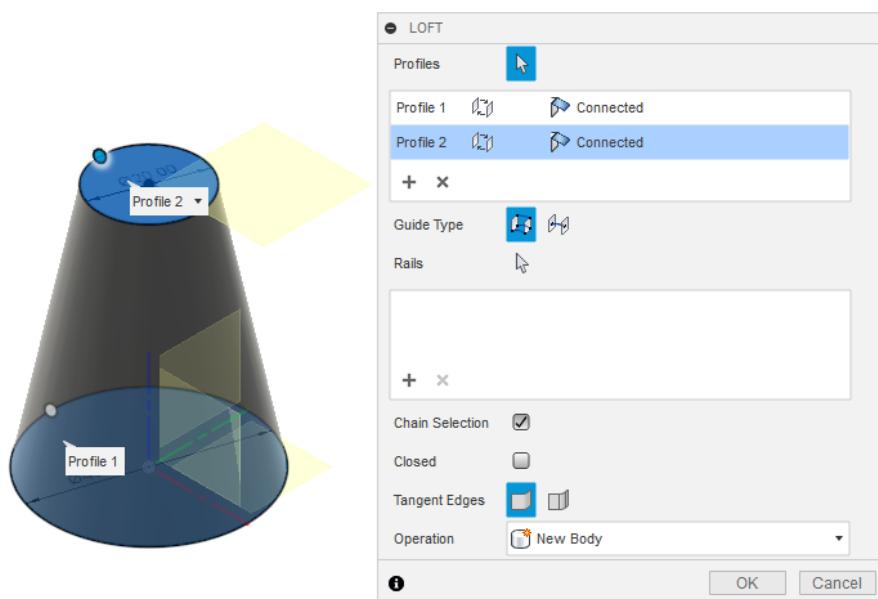 LOFT
Profiles
Profile 1 Connected
Profile 2 Connected
Guide Type
Rails
Chain Selection
Closed
Tangent Edges
Operation New Body
OK Cancel
Profile 2
Profile 1